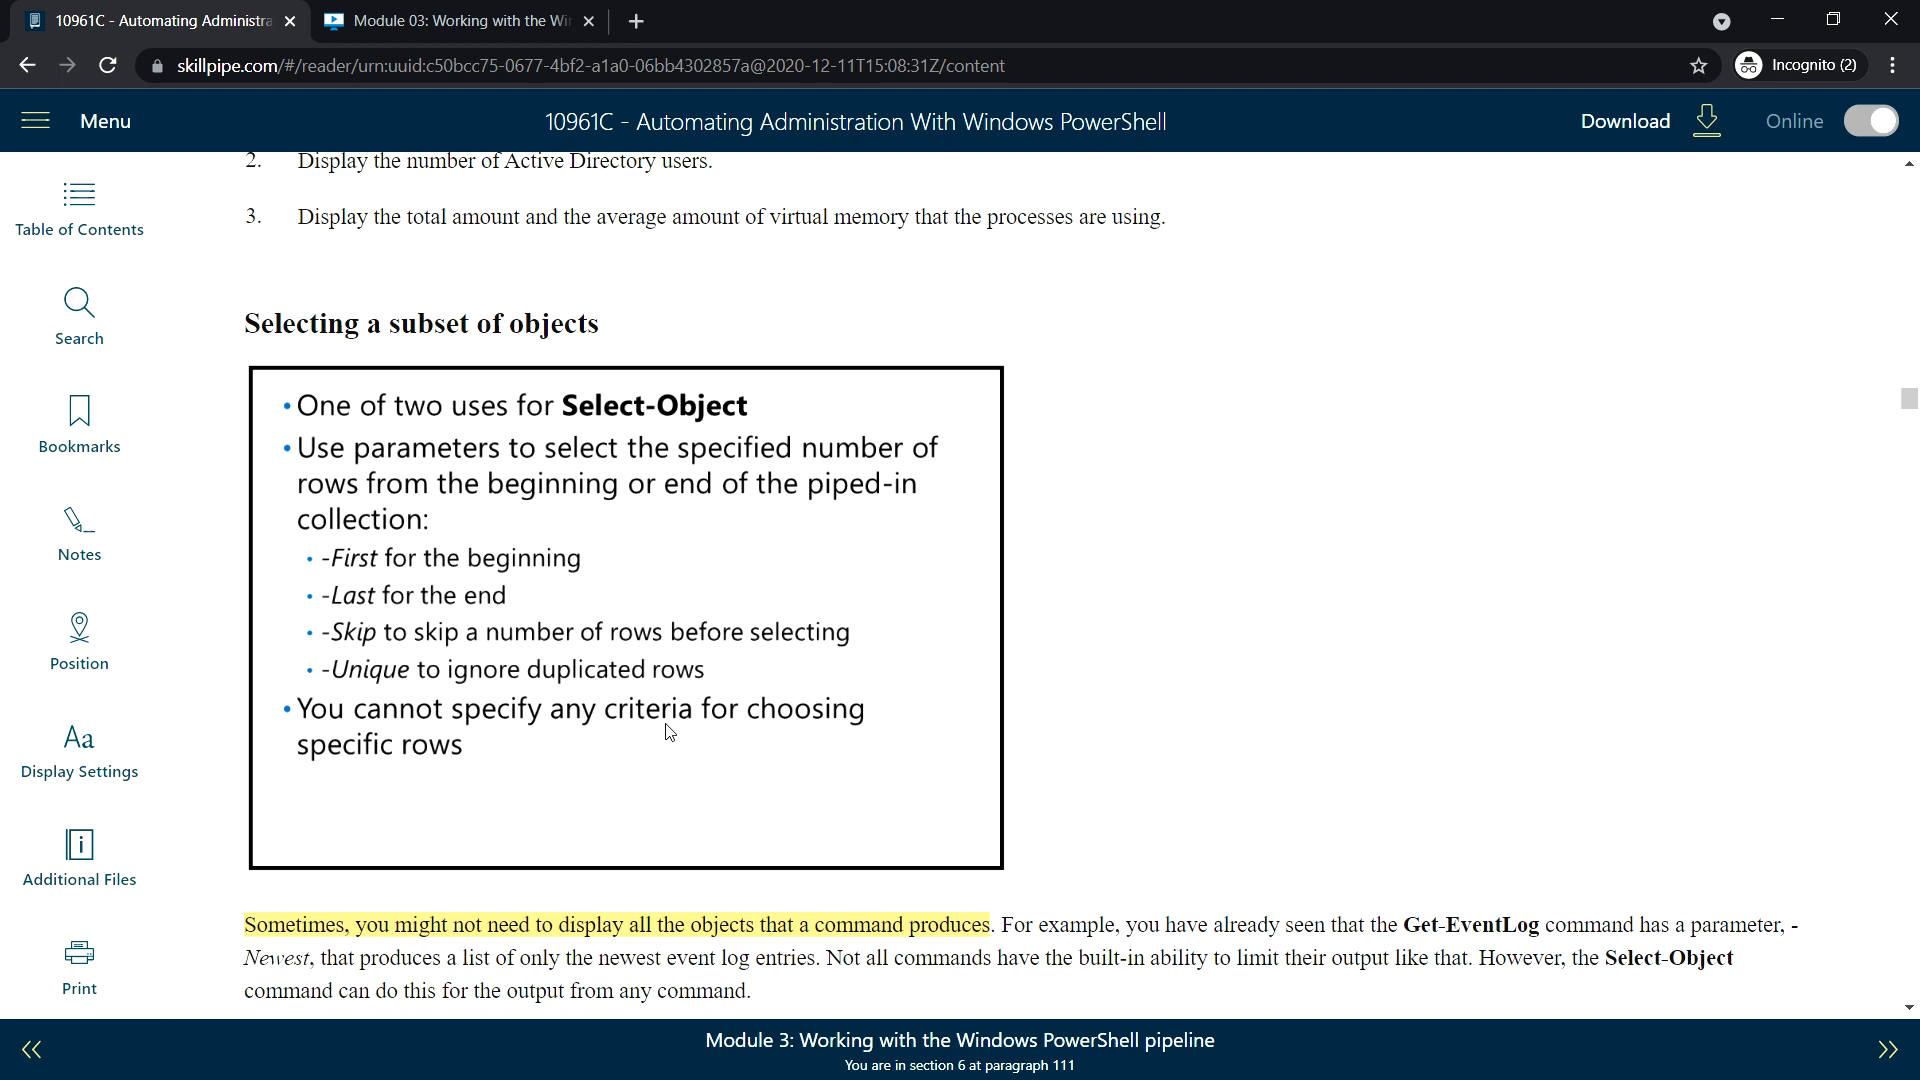 10961C - Automating Administra
Module 03: Working with the Wi
skillpipe.com/#/reader/urn:uuid:c50bcc75-0677-4bf2-a1a0-06bb4302857a@2020-12-11T15:08:31Z/content
Incognito (2)
Menu
10961C - Automating Administration With Windows PowerShell
Download
Online
Table of Contents
Search
Bookmarks
Notes
Position
Aa
Display Settings
Additional Files
Print
2. Display the number of Active Directory users.
3. Display the total amount and the average amount of virtual memory that the processes are using.
Selecting a subset of objects
• One of two uses for Select-Object
• Use parameters to select the specified number of
rows from the beginning or end of the piped-in
collection:
• -First for the beginning
• -Last for the end
• -Skip to skip a number of rows before selecting
• -Unique to ignore duplicated rows
• You cannot specify any criteria for choosing
specific rows
Sometimes, you might not need to display all the objects that a command produces. For example, you have already seen that the Get-EventLog command has a parameter, -
Newest, that produces a list of only the newest event log entries. Not all commands have the built-in ability to limit their output like that. However, the Select-Object
command can do this for the output from any command.
Module 3: Working with the Windows PowerShell pipeline
You are in section 6 at paragraph 111